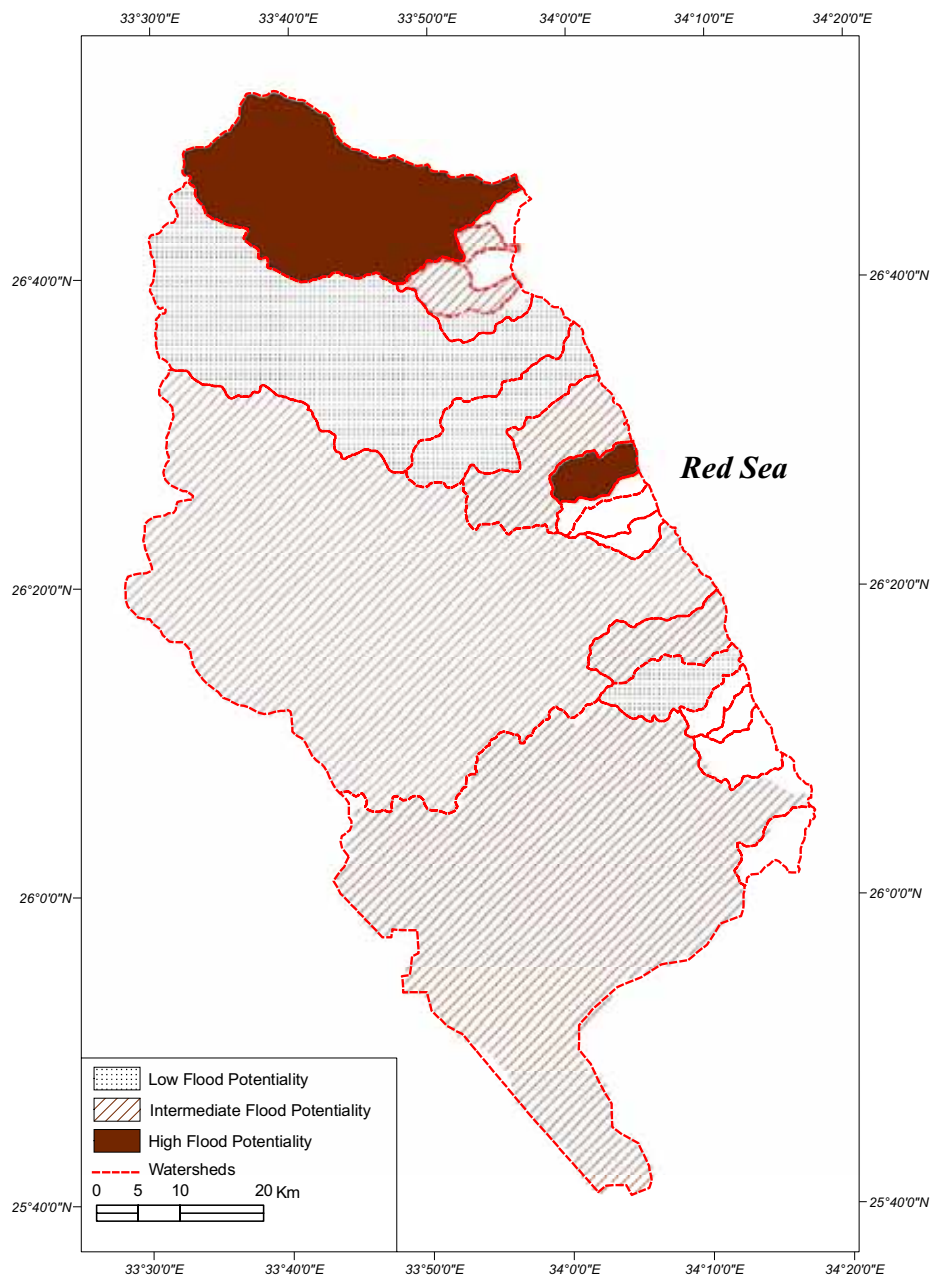 33°30'0"E 33°40'0"E 33°50'0"E 34°0'0"E 34°10'0"E 34°20'0"E
26°40'0"N 26°40'0"N
Red Sea
26°20'0"N 26°20'0"N
26°0'0"N 26°0'0"N
Low Flood Potentiality
Intermediate Flood Potentiality
High Flood Potentiality
Watersheds
0 5 10 20 Km
25°40'0"N 25°40'0"N
33°30'0"E 33°40'0"E 33°50'0"E 34°0'0"E 34°10'0"E 34°20'0"E